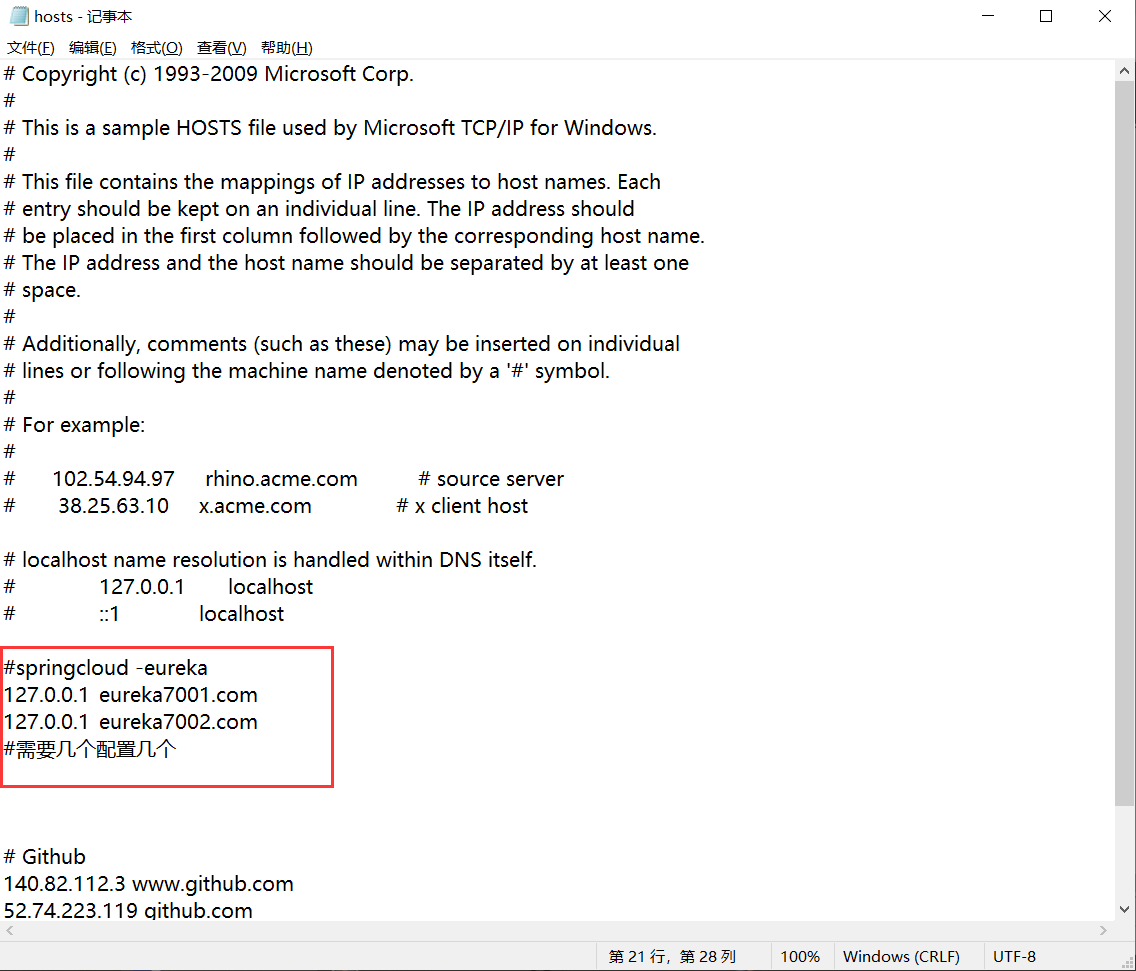 hosts - 记事本
文件(F) 编辑(E) 格式(O) 查看(V) 帮助(H)
# Copyright (c) 1993-2009 Microsoft Corp.
#
# This is a sample HOSTS file used by Microsoft TCP/IP for Windows.
#
# This file contains the mappings of IP addresses to host names. Each
# entry should be kept on an individual line. The IP address should
# be placed in the first column followed by the corresponding host name.
# The IP address and the host name should be separated by at least one
# space.
#
# Additionally, comments (such as these) may be inserted on individual
# lines or following the machine name denoted by a '#' symbol.
#
# For example:
#
#      102.54.94.97     rhino.acme.com          # source server
#       38.25.63.10     x.acme.com              # x client host

# localhost name resolution is handled within DNS itself.
#              127.0.0.1       localhost
#              ::1             localhost

#springcloud -eureka
127.0.0.1  eureka7001.com
127.0.0.1  eureka7002.com
#需要几个配置几个

# Github
140.82.112.3 www.github.com
52.74.223.119 github.com
第 21 行，第 28 列 100% Windows (CRLF) UTF-8